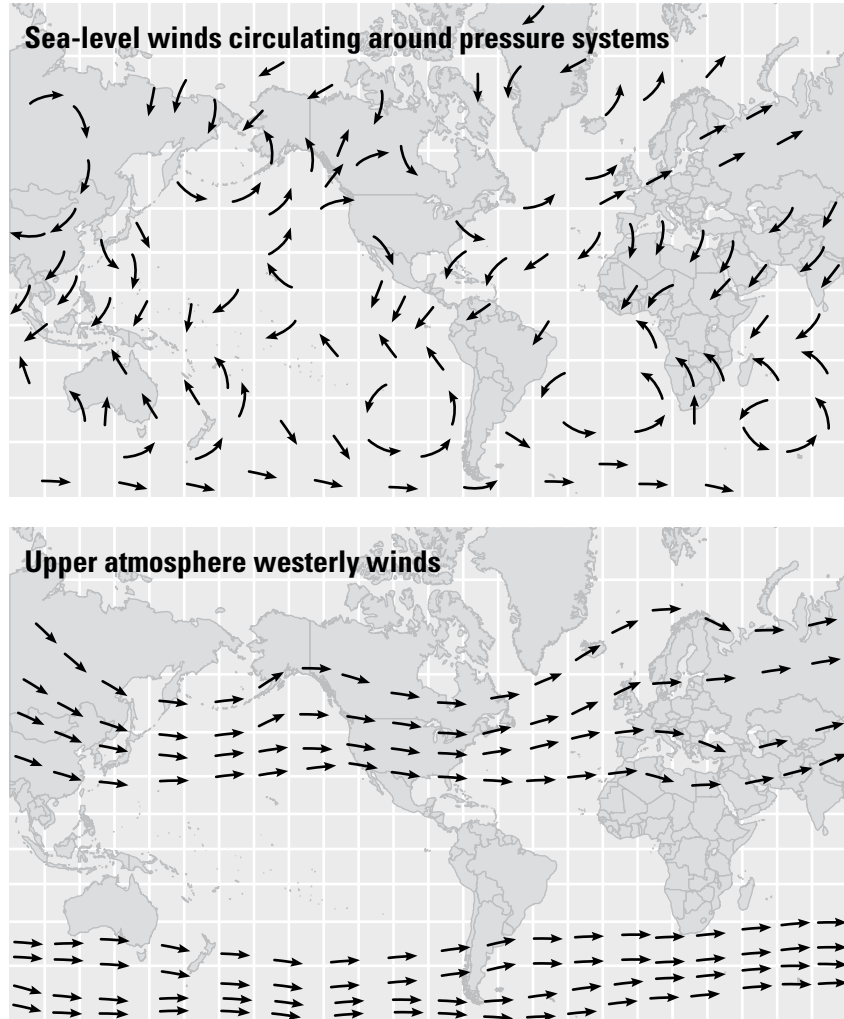 Sea-level winds circulating around pressure systems
Upper atmosphere westerly winds